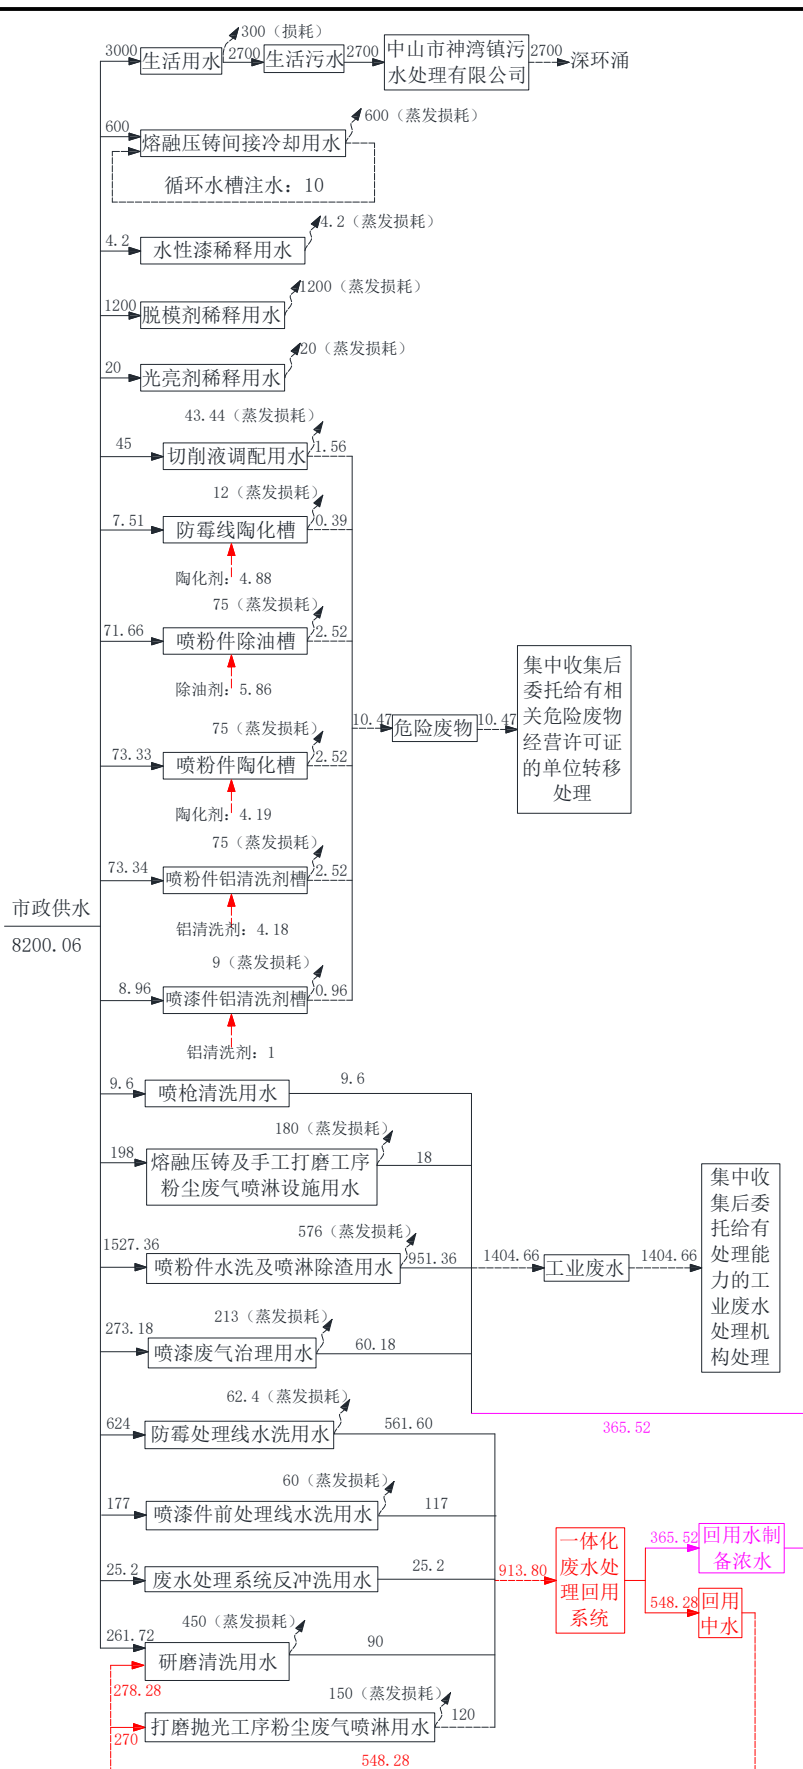 300（损耗）
3000
生活用水
2700
生活污水
2700
中山市神湾镇污
水处理有限公司
2700
深环涌
600（蒸发损耗）
600
熔融压铸间接冷却用水
循环水槽注水：10
4.2（蒸发损耗）
4.2
水性漆稀释用水
1200（蒸发损耗）
1200
脱模剂稀释用水
20（蒸发损耗）
20
光亮剂稀释用水
43.44（蒸发损耗）
45
切削液调配用水
1.56
12（蒸发损耗）
7.51
防霉线陶化槽
0.39
陶化剂：4.88
75（蒸发损耗）
71.66
喷粉件除油槽
2.52
除油剂：5.86
75（蒸发损耗）
73.33
喷粉件陶化槽
2.52
陶化剂：4.19
75（蒸发损耗）
73.34
喷粉件铝清洗剂槽
2.52
铝清洗剂：4.18
9（蒸发损耗）
8.96
喷漆件铝清洗剂槽
0.96
铝清洗剂：1
10.47
危险废物
10.47
集中收集后
委托给有相
关危险废物
经营许可证
的单位转移
处理
市政供水
8200.06
9.6
喷枪清洗用水
9.6
180（蒸发损耗）
198
熔融压铸及手工打磨工序
粉尘废气喷淋设施用水
18
576（蒸发损耗）
1527.36
喷粉件水洗及喷淋除渣用水
951.36
1404.66
工业废水
1404.66
集中收
集后委
托给有
处理能
力的工
业废水
处理机
构处理
213（蒸发损耗）
273.18
喷漆废气治理用水
60.18
365.52
62.4（蒸发损耗）
624
防霉处理线水洗用水
561.60
60（蒸发损耗）
177
喷漆件前处理线水洗用水
117
25.2
废水处理系统反冲洗用水
25.2
913.80
一体化
废水处
理回用
系统
365.52
回用水制
备浓水
548.28
回用
中水
450（蒸发损耗）
261.72
研磨清洗用水
90
278.28
150（蒸发损耗）
270
打磨抛光工序粉尘废气喷淋用水
120
548.28